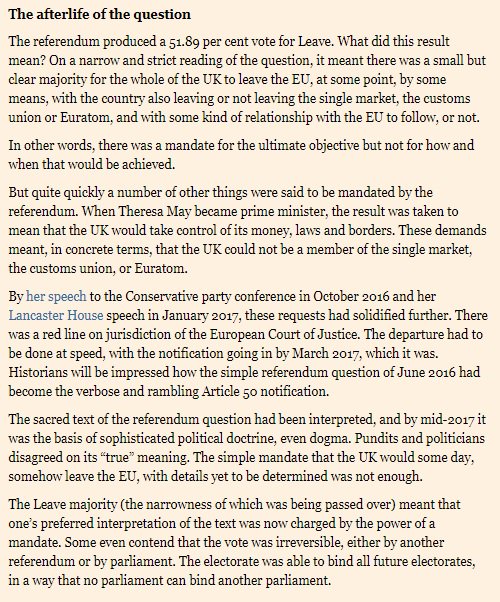 The afterlife of the question
The referendum produced a 51.89 per cent vote for Leave. What did this result
mean? On a narrow and strict reading of the question, it meant there was a small but
clear majority for the whole of the UK to leave the EU, at some point, by some
means, with the country also leaving or not leaving the single market, the customs
union or Euratom, and with some kind of relationship with the EU to follow, or not.
In other words, there was a mandate for the ultimate objective but not for how and
when that would be achieved.
But quite quickly a number of other things were said to be mandated by the
referendum. When Theresa May became prime minister, the result was taken to
mean that the UK would take control of its money, laws and borders. These demands
meant, in concrete terms, that the UK could not be a member of the single market,
the customs union, or Euratom.
By her speech to the Conservative party conference in October 2016 and her
Lancaster House speech in January 2017, these requests had solidified further. There
was a red line on jurisdiction of the European Court of Justice. The departure had to
be done at speed, with the notification going in by March 2017, which it was.
Historians will be impressed how the simple referendum question of June 2016 had
become the verbose and rambling Article 50 notification.
The sacred text of the referendum question had been interpreted, and by mid-2017 it
was the basis of sophisticated political doctrine, even dogma. Pundits and politicians
disagreed on its “true” meaning. The simple mandate that the UK would some day,
somehow leave the EU, with details yet to be determined was not enough.
The Leave majority (the narrowness of which was being passed over) meant that
one’s preferred interpretation of the text was now charged by the power of a
mandate. Some even contend that the vote was irreversible, either by another
referendum or by parliament. The electorate was able to bind all future electorates,
in a way that no parliament can bind another parliament.